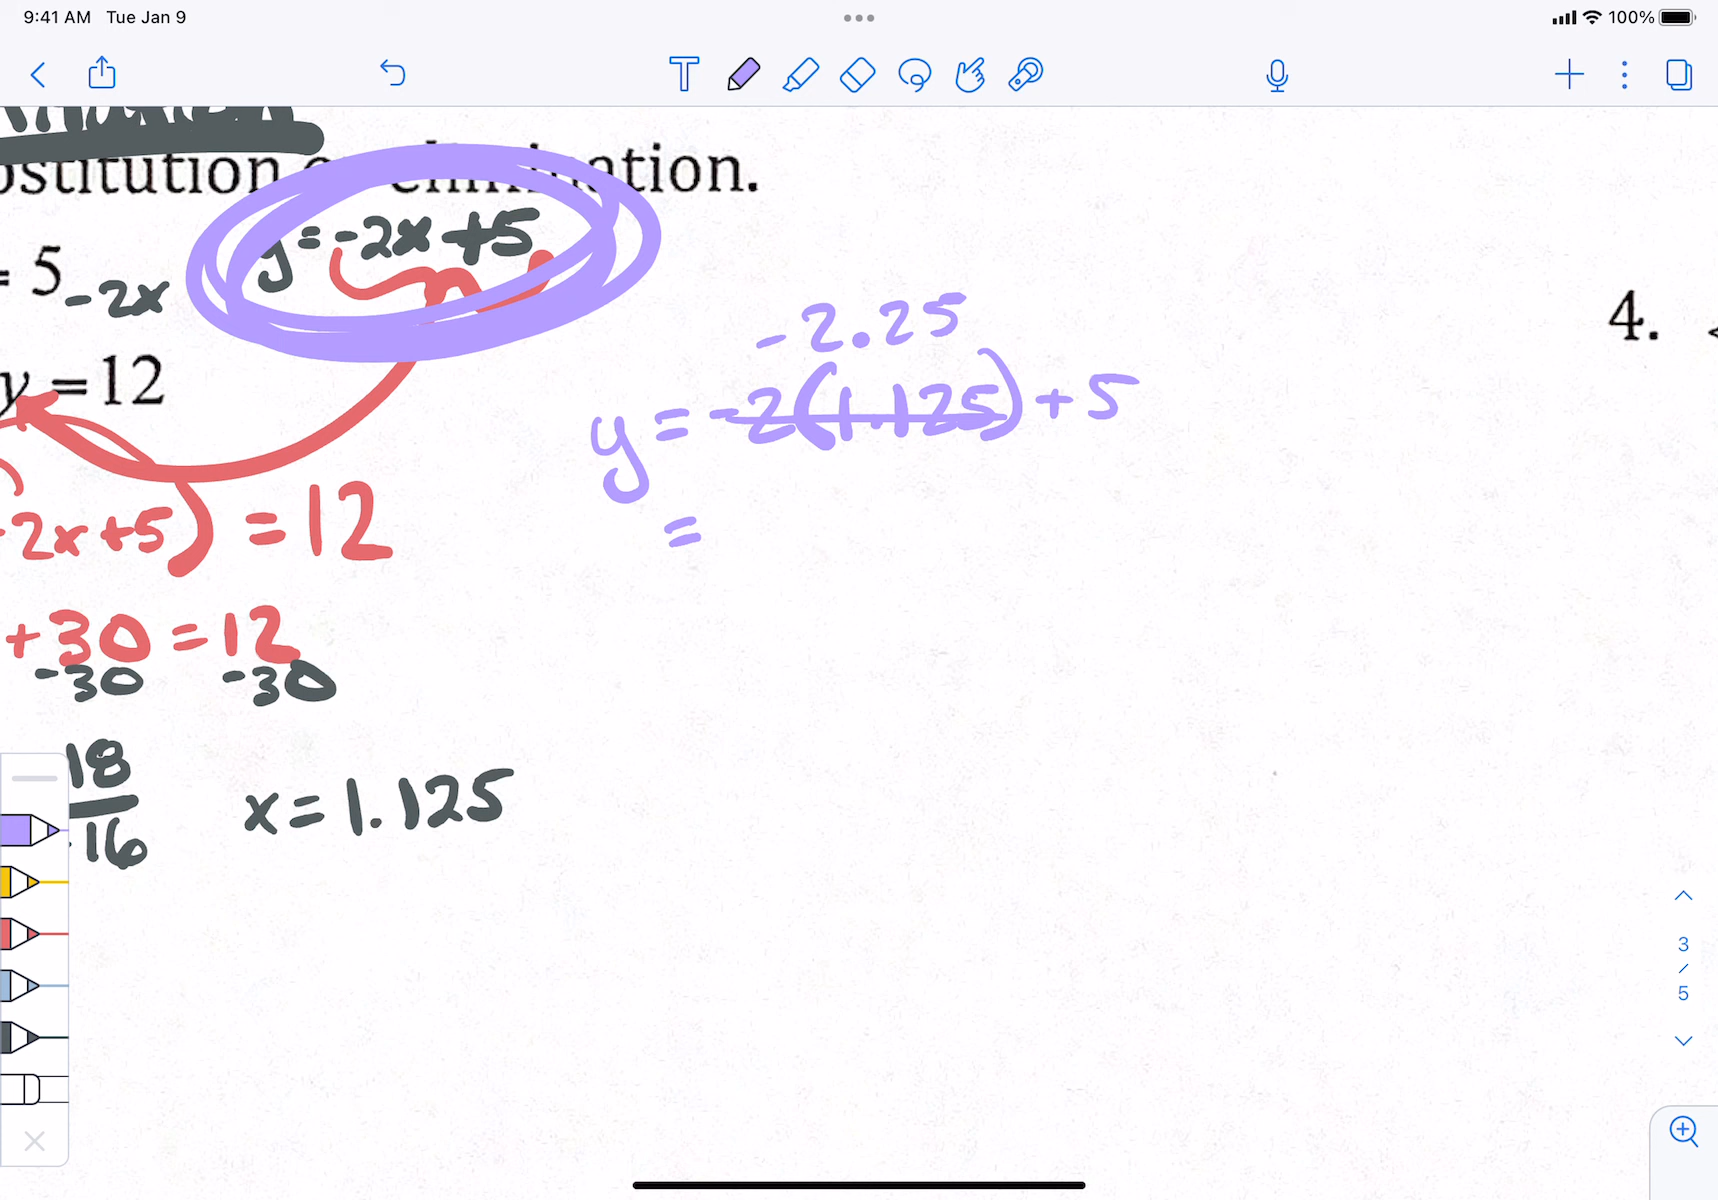 9:41 AM Tue Jan 9
100%
ostitution elimination.
= 5 -2x
y = -2x +5
y = 12
-2.25
y = -2(1.125) + 5
=
4.
-2x +5) = 12
+30 = 12
-30 -30
18
16
x = 1.125
3
/
5